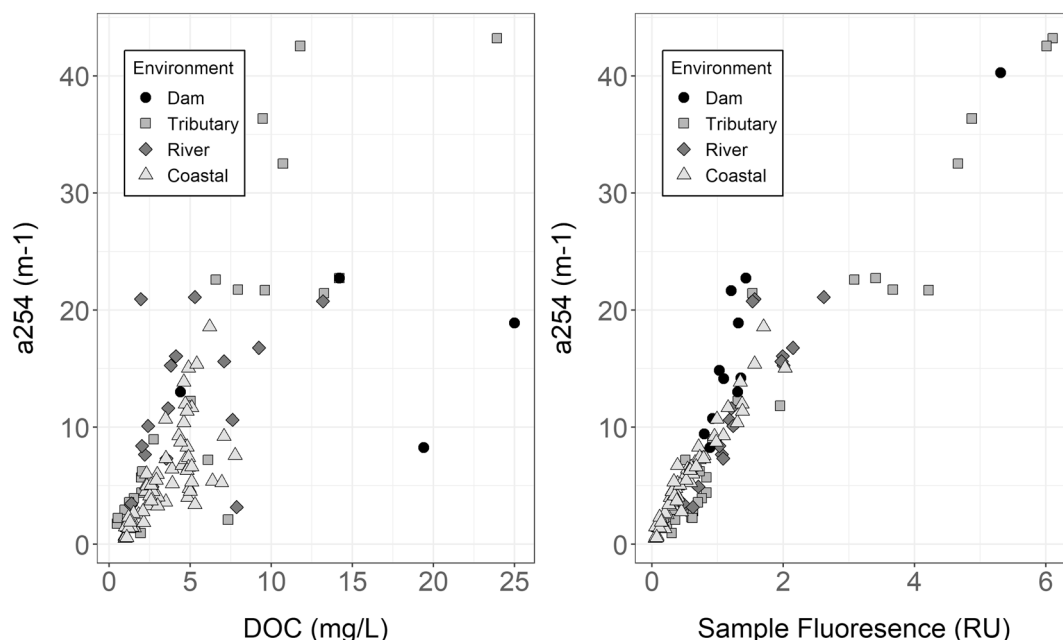 a254 (m-1)
40
30
20
10
0
Environment
Dam
Tributary
River
Coastal
0 5 10 15 20 25
DOC (mg/L)
a254 (m-1)
40
30
20
10
0
Environment
Dam
Tributary
River
Coastal
0 2 4 6
Sample Fluoresence (RU)